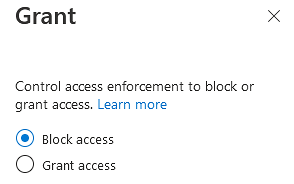 Grant
Control access enforcement to block or
grant access. Learn more
Block access
Grant access